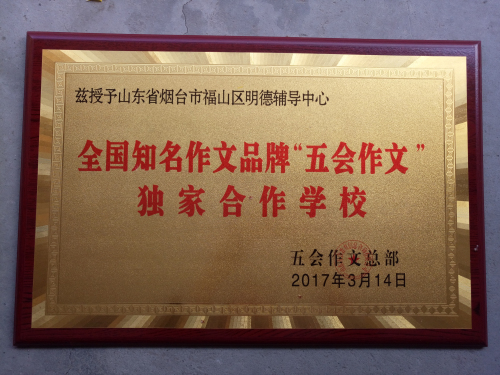 兹授予山东省烟台市福山区明德辅导中心
全国知名作文品牌“五会作文”
独家合作学校
五会作文总部
2017年3月14日